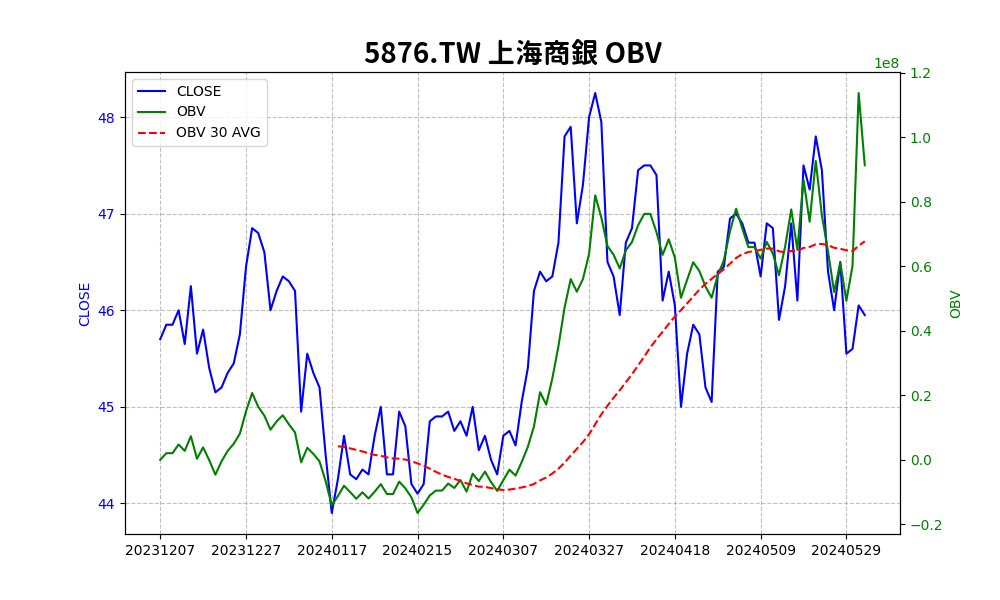 5876.TW 上海商銀 OBV
1e8
CLOSE
OBV
OBV 30 AVG
48
47
46
45
44
CLOSE
1.2
1.0
0.8
0.6
0.4
0.2
0.0
−0.2
OBV
20231207 20231227 20240117 20240215 20240307 20240327 20240418 20240509 20240529